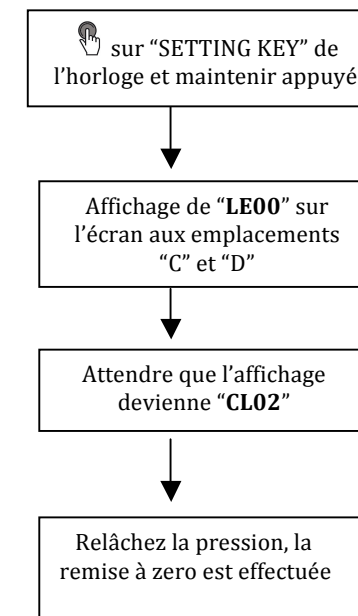 sur “SETTING KEY” de
l’horloge et maintenir appuyé
Affichage de “LE00” sur
l’écran aux emplacements
“C” et “D”
Attendre que l’affichage
devienne “CL02”
Relâchez la pression, la
remise à zero est effectuée